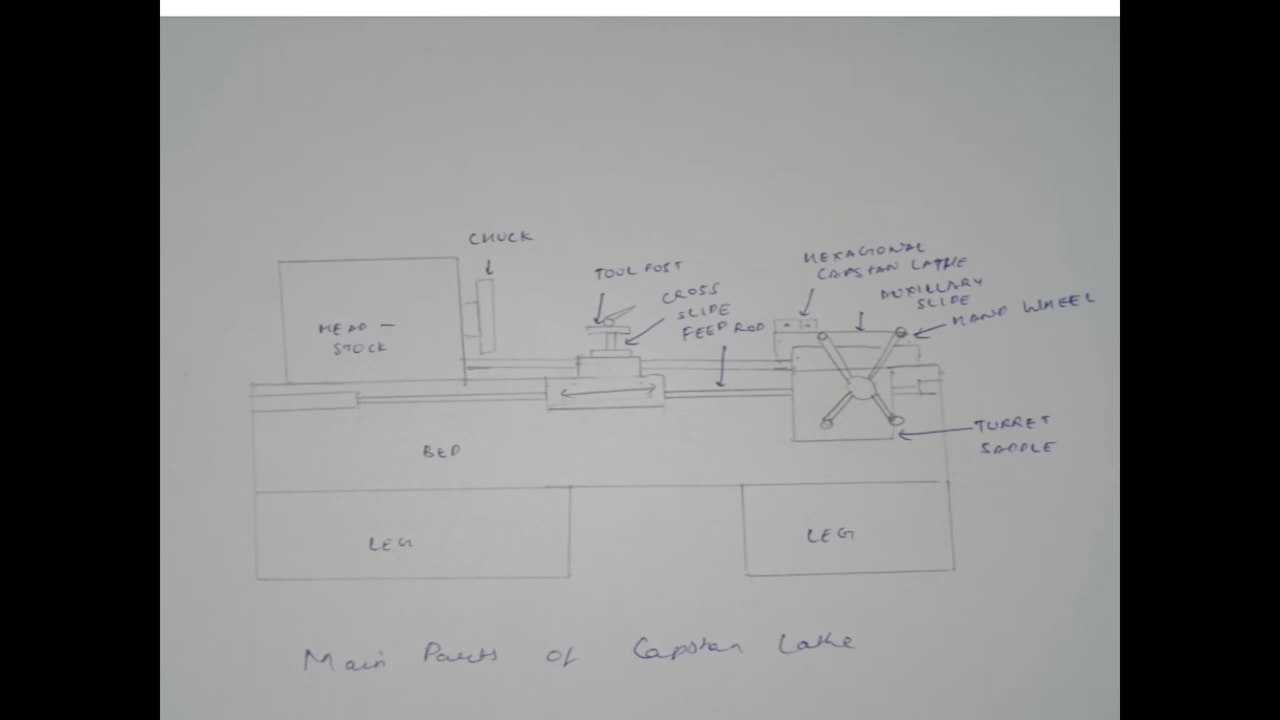 CHUCK
TOOL POST
CROSS
SLIDE
FEED ROD
HEXAGIONAL
CAPSTAN LATHE
AUXILLARY
SLIDE
HAND WHEEL
HEAD -
STOCK
TURRET
SADDLE
BED
LEG
LEG
Main Parts of Capstan Lathe